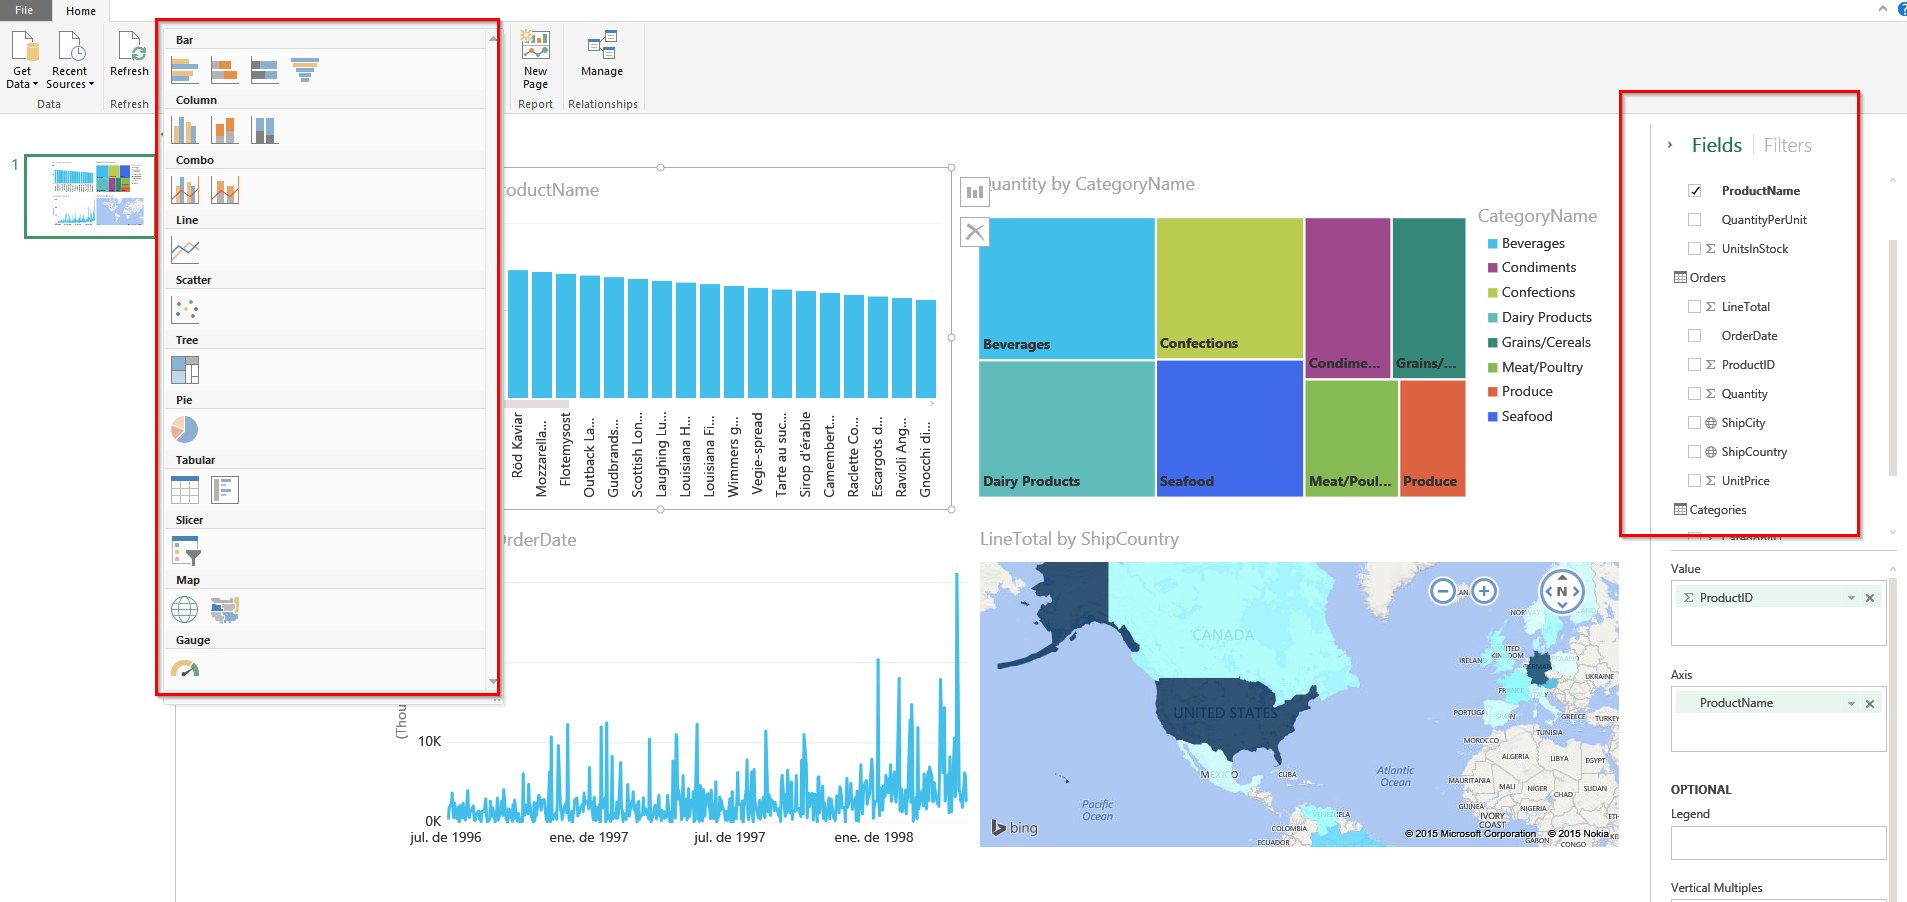 File
Home
Get Data
Recent Sources
Refresh
New Page
Manage
Data
Refresh
Report
Relationships
Bar
Column
Combo
Line
Scatter
Tree
Pie
Tabular
Slicer
Map
Gauge
1
roductName
Röd Kaviar
Mozzarella...
Flotemysost
Outback La...
Gudbrands...
Scottish Lon...
Laughing Lu...
Louisiana H...
Louisiana Fi...
Wimmers g...
Vegie-spread
Tarte au suc...
Sirop d'érable
Camembert...
Raclette Co...
Escargots d...
Ravioli Ang...
Gnocchi di...
uantity by CategoryName
Beverages
Confections
Condime...
Grains/...
Dairy Products
Seafood
Meat/Poul...
Produce
CategoryName
Beverages
Condiments
Confections
Dairy Products
Grains/Cereals
Meat/Poultry
Produce
Seafood
rderDate
(Thou
10K
0K
jul. de 1996
ene. de 1997
jul. de 1997
ene. de 1998
LineTotal by ShipCountry
N
CANADA
UNITED STATES
MEXICO
CUBA
Pacific Ocean
Atlantic Ocean
COLOMBIA
ECUADOR
IRELAND
UNITED KINGDOM
GERMAN
POLAND
UKRAINE
FRANCE
ITALY
PORTUGA
SPAIN
GREECE
TURKEY
TUNISIA
MOROCCO
ALGERIA
LIBYA
EGYPT
MAURITANIA
MALI
NIGER
CHAD
SUDAN
GUINEA
NIGERIA
IVORY COAST
GABON
CONGO
bing
© 2015 Microsoft Corporation
© 2015 Nokia
Fields
Filters
ProductName
QuantityPerUnit
Σ UnitsInStock
Orders
Σ LineTotal
OrderDate
Σ ProductID
Σ Quantity
ShipCity
ShipCountry
Σ UnitPrice
Categories
Value
Σ ProductID
Axis
ProductName
OPTIONAL
Legend
Vertical Multiples